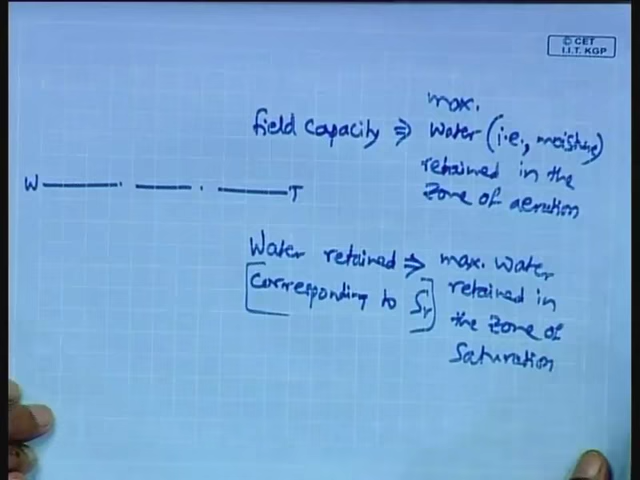 © CET
I.I.T. KGP
max.
field capacity ⇒ water (i.e., moisture)
retained in the
zone of aeration
W T
Water retained ⇒ max. water
[corresponding to Sr] retained in
the zone of
saturation